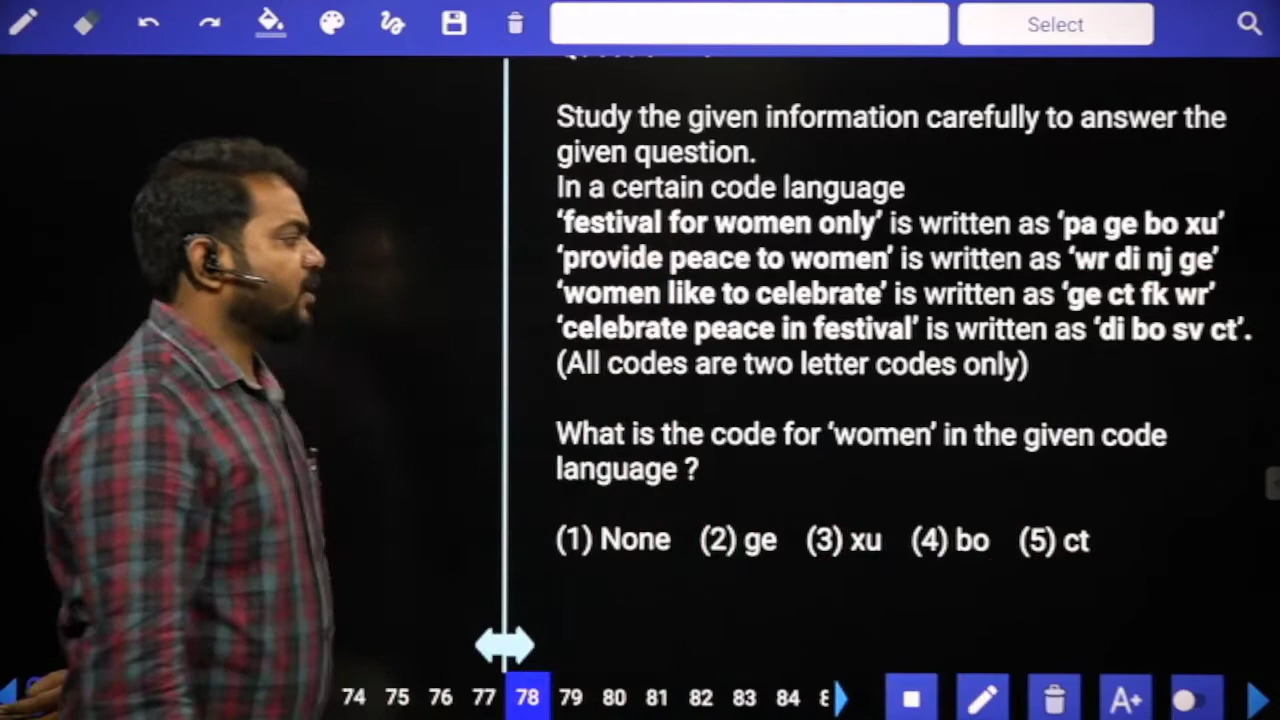 Select
Study the given information carefully to answer the
given question.
In a certain code language
‘festival for women only’ is written as ‘pa ge bo xu’
‘provide peace to women’ is written as ‘wr di nj ge’
‘women like to celebrate’ is written as ‘ge ct fk wr’
‘celebrate peace in festival’ is written as ‘di bo sv ct’.
(All codes are two letter codes only)
What is the code for ‘women’ in the given code
language ?
(1) None (2) ge (3) xu (4) bo (5) ct
74 75 76 77 78 79 80 81 82 83 84
A+